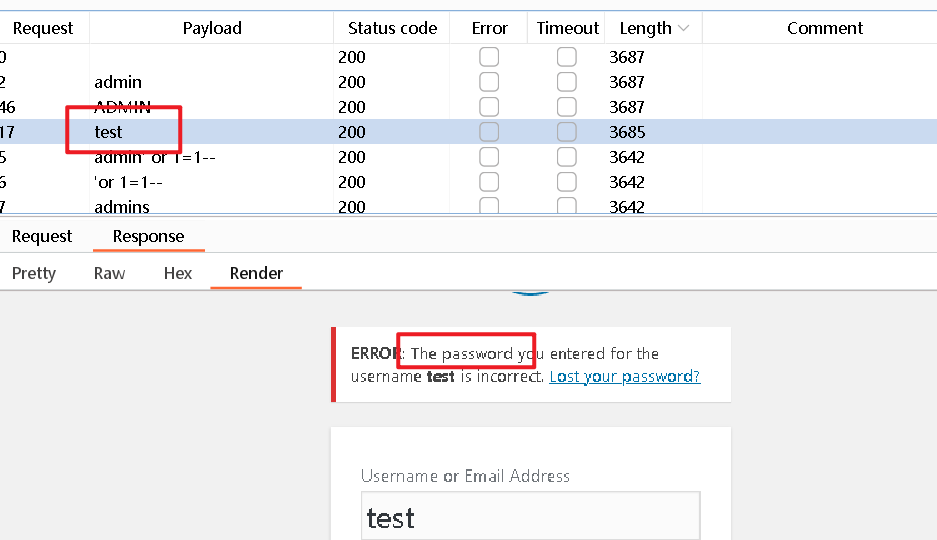 Request Payload Status code Error Timeout Length Comment
0 200 3687
2 admin 200 3687
46 ADMIN 200 3687
17 test 200 3685
5 admin' or 1=1-- 200 3642
6 'or 1=1-- 200 3642
7 admins 200 3642
Request Response
Pretty Raw Hex Render
ERROR: The password you entered for the
username test is incorrect. Lost your password?
Username or Email Address
test